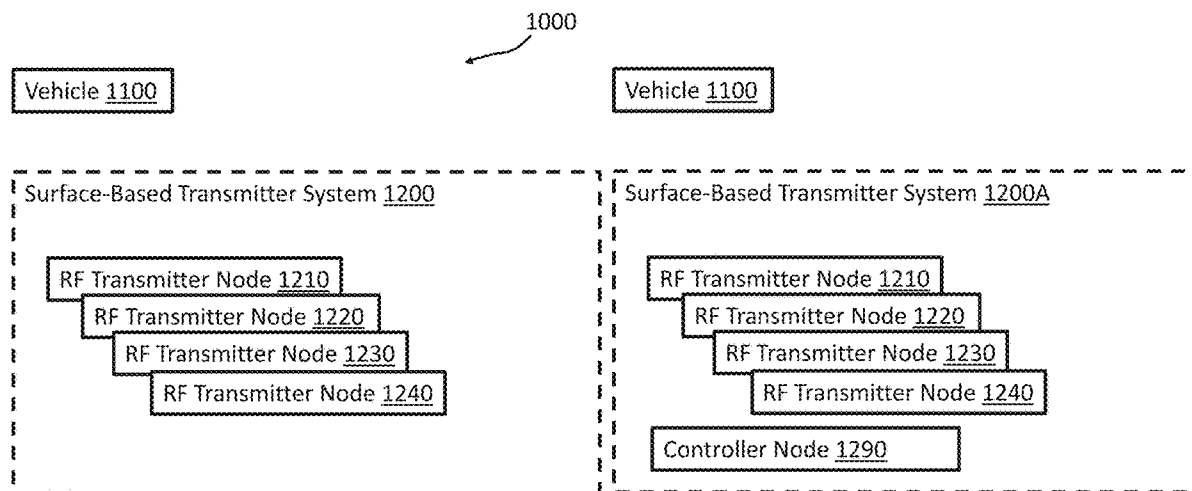 1000
Vehicle 1100
Surface-Based Transmitter System 1200
RF Transmitter Node 1210
RF Transmitter Node 1220
RF Transmitter Node 1230
RF Transmitter Node 1240
Vehicle 1100
Surface-Based Transmitter System 1200A
RF Transmitter Node 1210
RF Transmitter Node 1220
RF Transmitter Node 1230
RF Transmitter Node 1240
Controller Node 1290